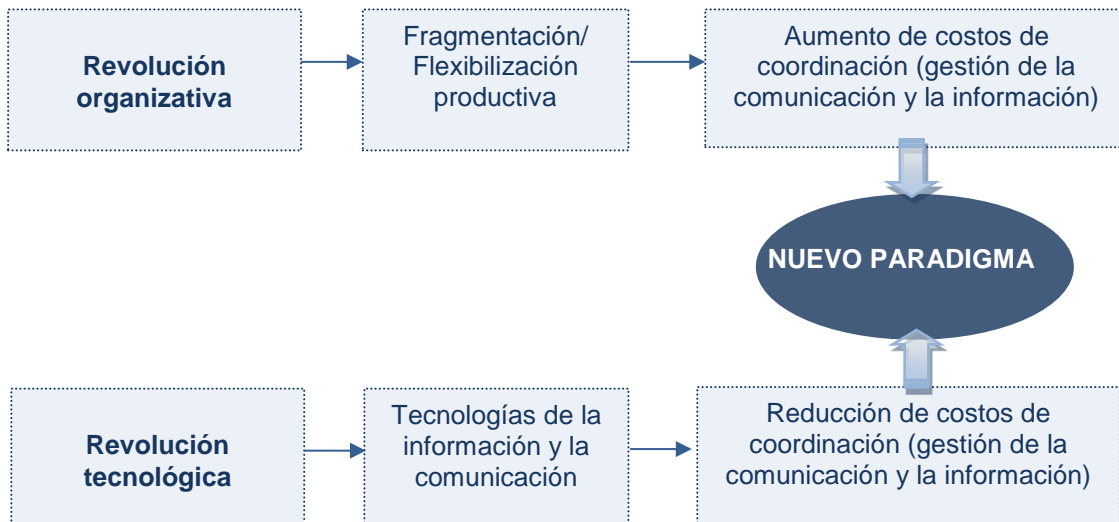 Revolución
organizativa
Fragmentación/
Flexibilización
productiva
Aumento de costos de
coordinación (gestión de la
comunicación y la información)
NUEVO PARADIGMA
Revolución
tecnológica
Tecnologías de la
información y la
comunicación
Reducción de costos de
coordinación (gestión de la
comunicación y la información)